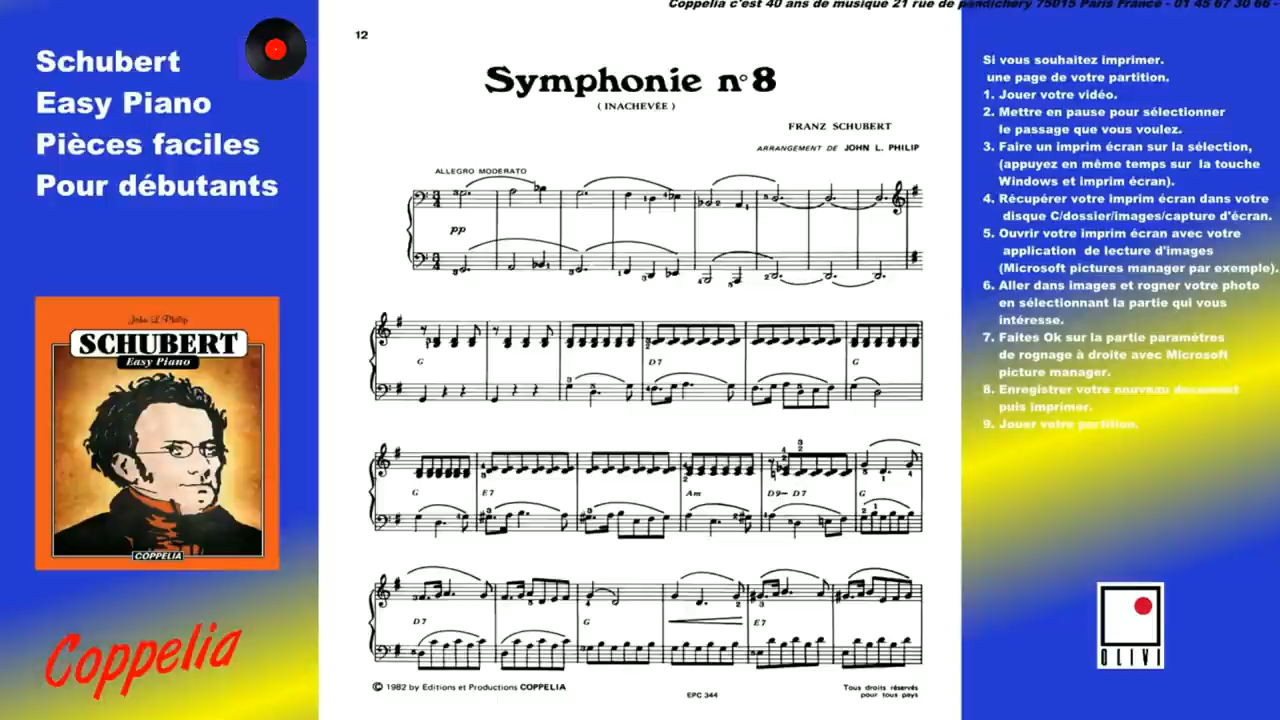 Coppelia c'est 40 ans de musique 21 rue de pondichery 75015 Paris France - 01 45 67 30 66 -
Schubert
Easy Piano
Pièces faciles
Pour débutants
John L. Philip
SCHUBERT
Easy Piano
COPPELIA
Coppelia
12
Symphonie n° 8
( INACHEVÉE )
FRANZ SCHUBERT
ARRANGEMENT DE JOHN L. PHILIP
ALLEGRO MODERATO
pp
G D7 G
G E7 Am D9– D7 G
D7 G E7
© 1982 by Editions et Productions COPPELIA
EPC 344
Tous droits réservés
pour tous pays
Si vous souhaitez imprimer.
une page de votre partition.
1. Jouer votre vidéo.
2. Mettre en pause pour sélectionner
le passage que vous voulez.
3. Faire un imprim écran sur la sélection,
(appuyez en même temps sur la touche
Windows et imprim écran).
4. Récupérer votre imprim écran dans votre
disque C/dossier/images/capture d'écran.
5. Ouvrir votre imprim écran avec votre
application de lecture d'images
(Microsoft pictures manager par exemple).
6. Aller dans images et rogner votre photo
en sélectionnant la partie qui vous
intéresse.
7. Faites Ok sur la partie paramètres
de rognage à droite avec Microsoft
picture manager.
8. Enregistrer votre nouveau document
puis imprimer.
9. Jouer votre partition.
OLIVI